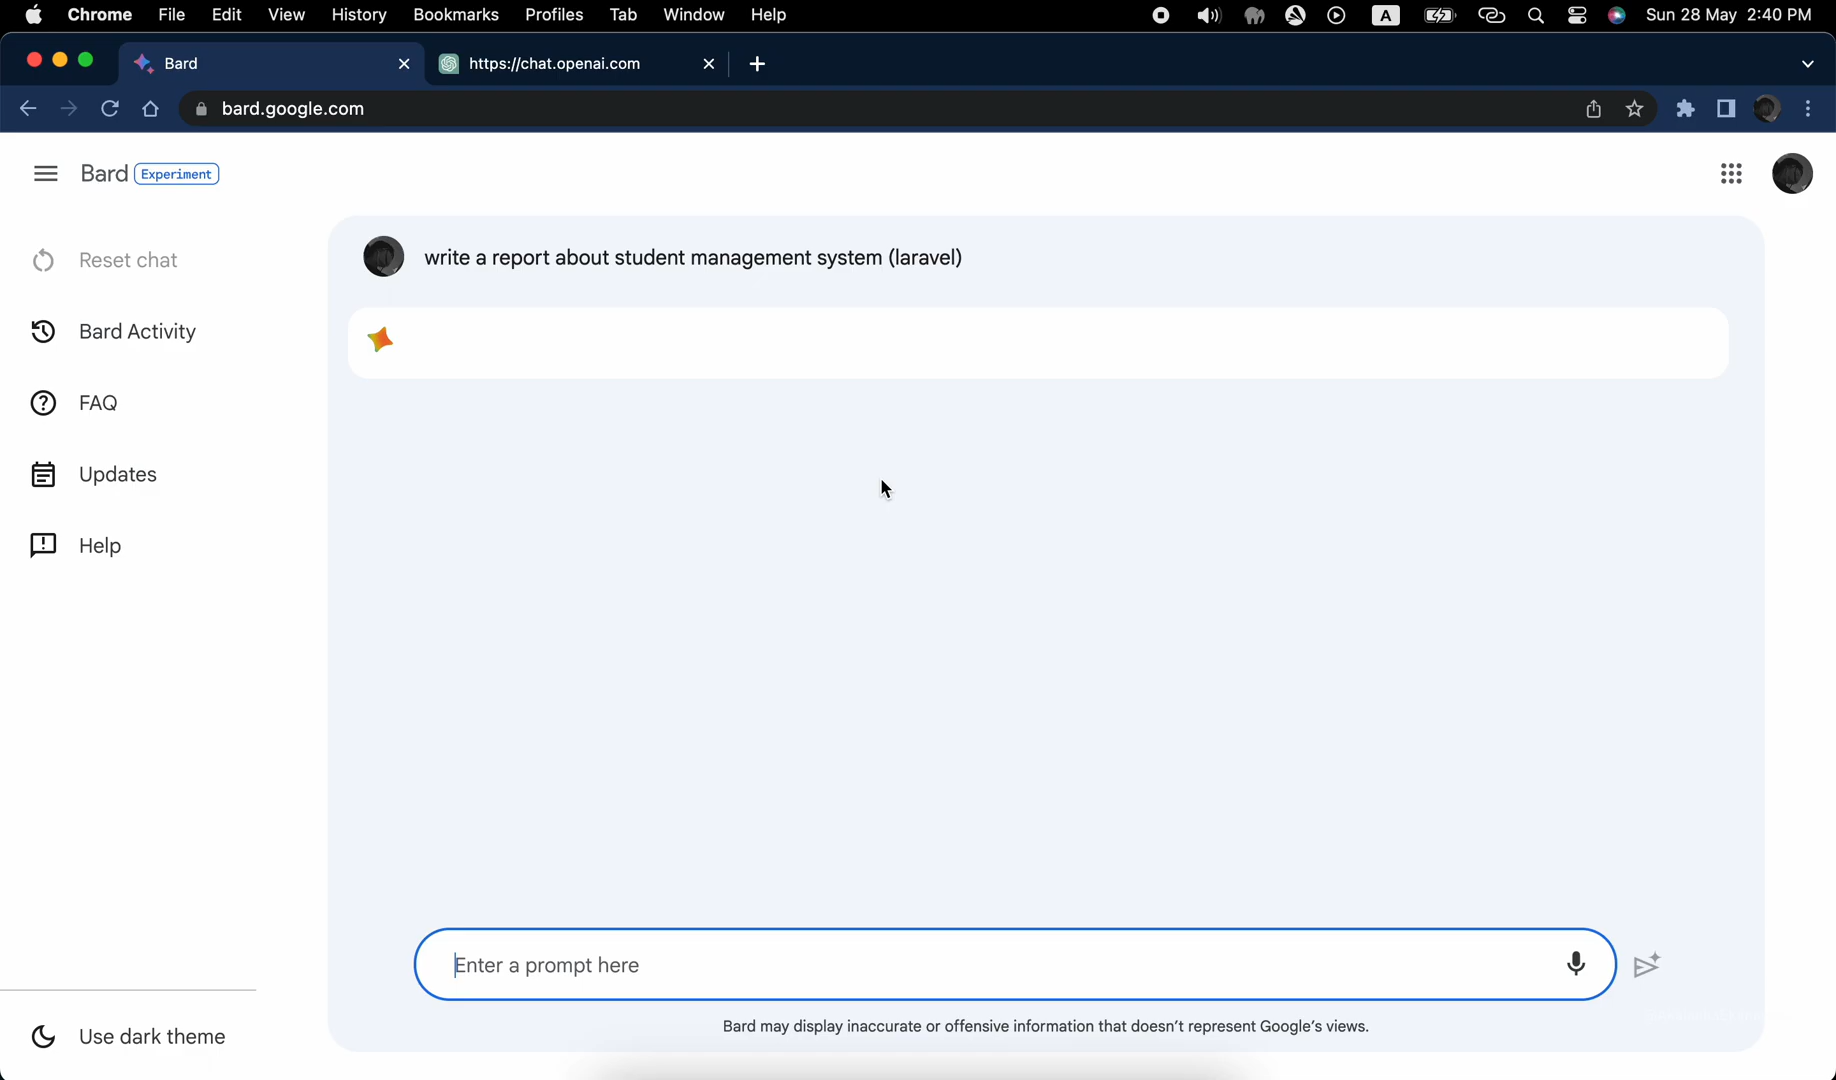 Chrome File Edit View History Bookmarks Profiles Tab Window Help A Sun 28 May 2:40 PM
Bard https://chat.openai.com
bard.google.com
Bard Experiment
write a report about student management system (laravel)
Reset chat
Bard Activity
FAQ
Updates
Help
Enter a prompt here
Bard may display inaccurate or offensive information that doesn't represent Google's views.
Use dark theme